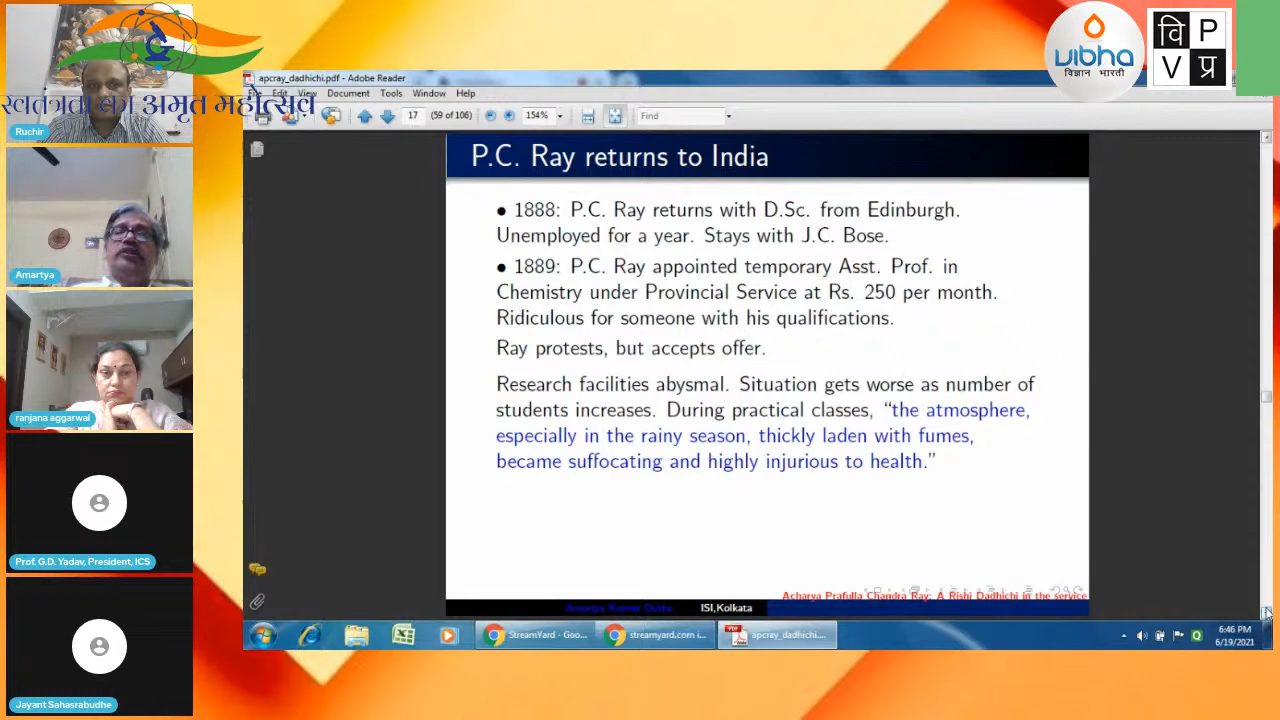 स्वतंत्रता का अमृत महोत्सव
Ruchir
Amartya
ranjana aggarwal
Prof. G.D. Yadav, President, ICS
Jayant Sahasrabudhe
vibha
विज्ञान भारती
वि P
V प्र
apcray_dadhichi.pdf - Adobe Reader
Edit View Document Tools Window Help
17 (59 of 106) 154% Find
P.C. Ray returns to India
• 1888: P.C. Ray returns with D.Sc. from Edinburgh.
Unemployed for a year. Stays with J.C. Bose.
• 1889: P.C. Ray appointed temporary Asst. Prof. in
Chemistry under Provincial Service at Rs. 250 per month.
Ridiculous for someone with his qualifications.
Ray protests, but accepts offer.
Research facilities abysmal. Situation gets worse as number of
students increases. During practical classes, “the atmosphere,
especially in the rainy season, thickly laden with fumes,
became suffocating and highly injurious to health.”
Acharya Prafulla Chandra Ray: A Rishi Dadhichi in the service
Amartya Kumar Dutta ISI,Kolkata
StreamYard - Goo... streamyard.com i... apcray_dadhichi....
6:46 PM
6/19/2021